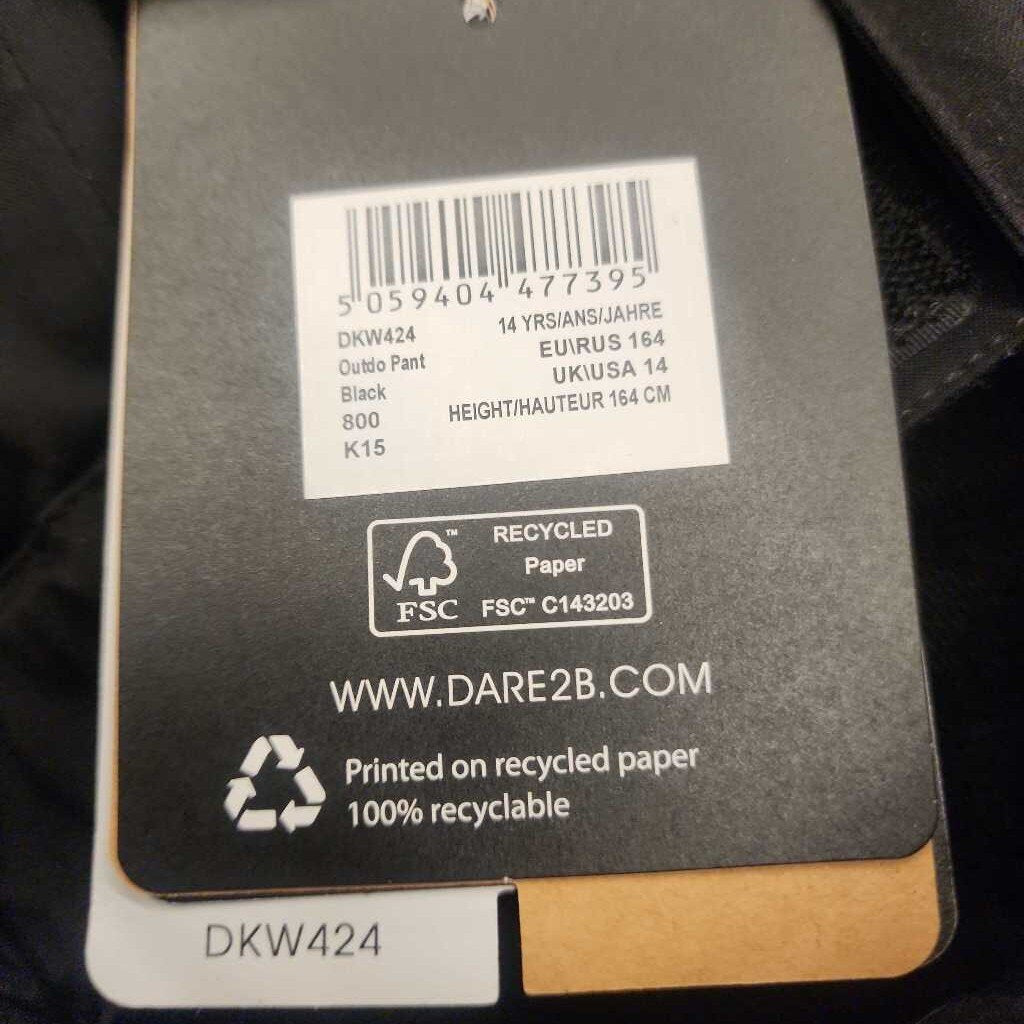 5 059404 477395
DKW424
Outdo Pant
Black
800
K15
14 YRS/ANS/JAHRE
EU\RUS 164
UK\USA 14
HEIGHT/HAUTEUR 164 CM
FSC
™
RECYCLED
Paper
FSC™ C143203
WWW.DARE2B.COM
Printed on recycled paper
100% recyclable
DKW424